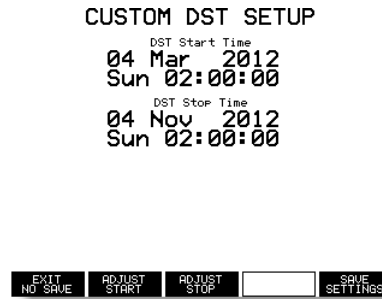 CUSTOM DST SETUP
DST Start Time
04 Mar 2012
Sun 02:00:00
DST Stop Time
04 Nov 2012
Sun 02:00:00
EXIT NO SAVE
ADJUST START
ADJUST STOP
SAVE SETTINGS